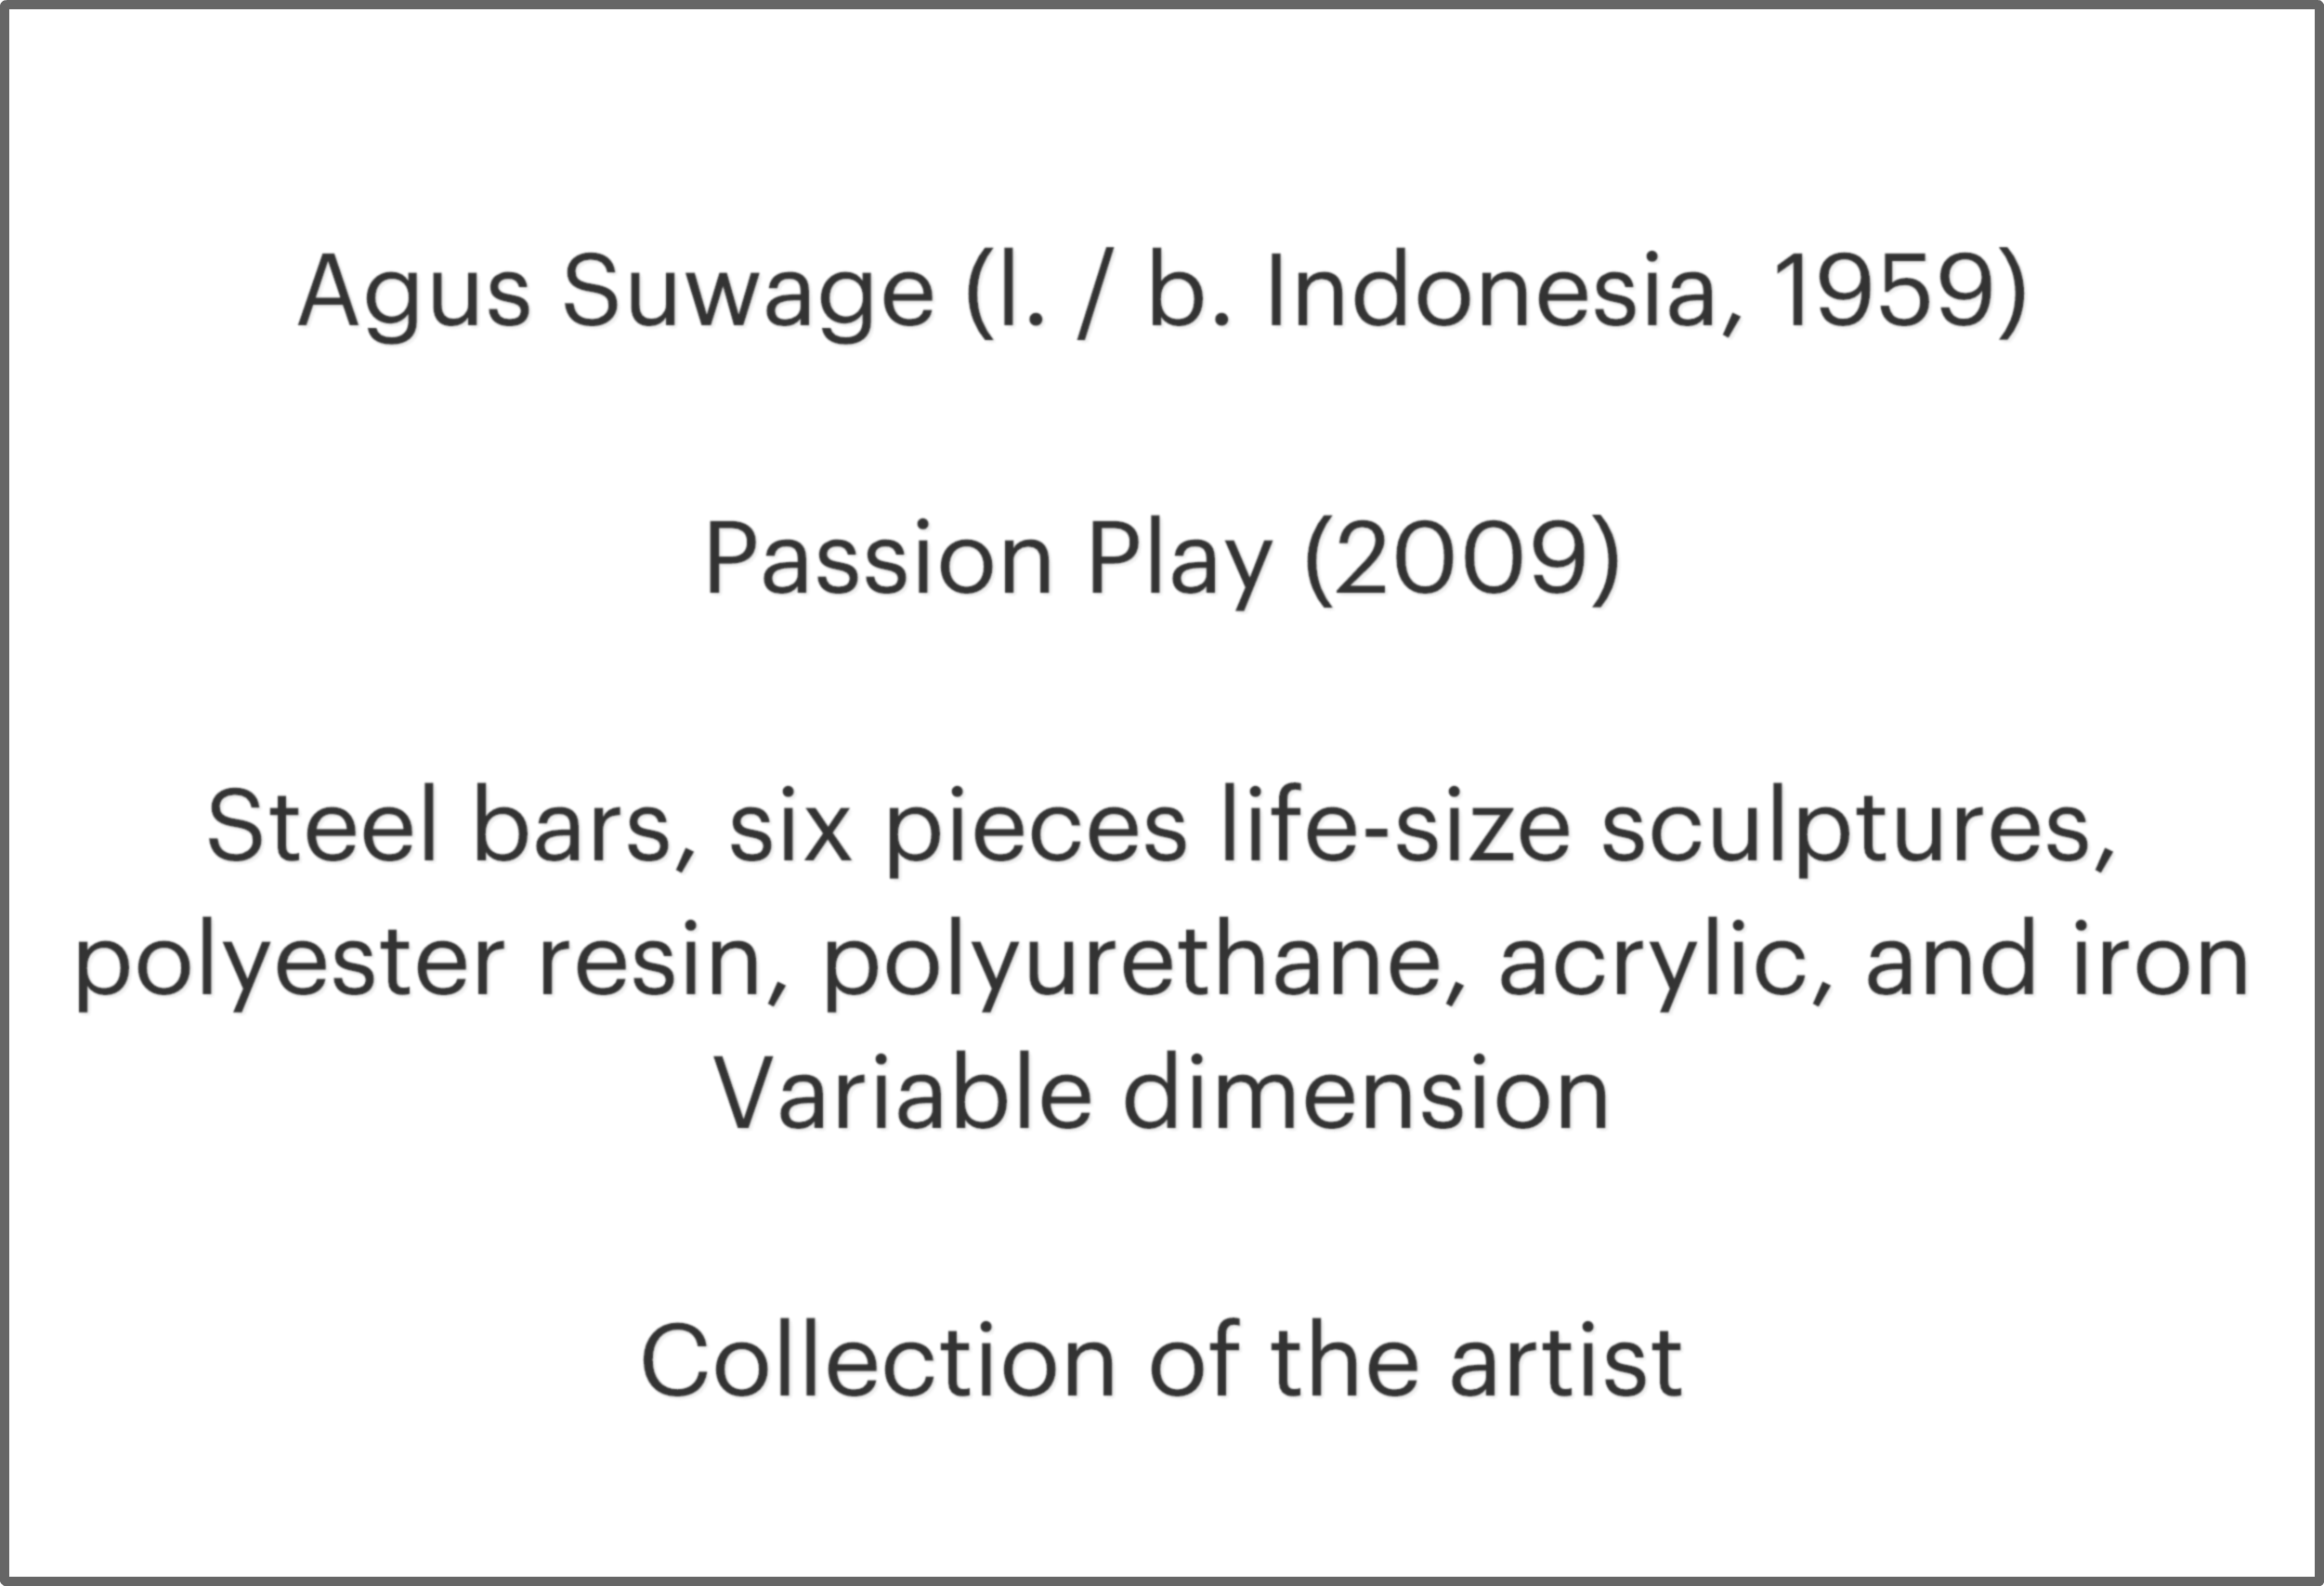 Agus Suwage (l. / b. Indonesia, 1959)
Passion Play (2009)
Steel bars, six pieces life-size sculptures,
polyester resin, polyurethane, acrylic, and iron
Variable dimension
Collection of the artist